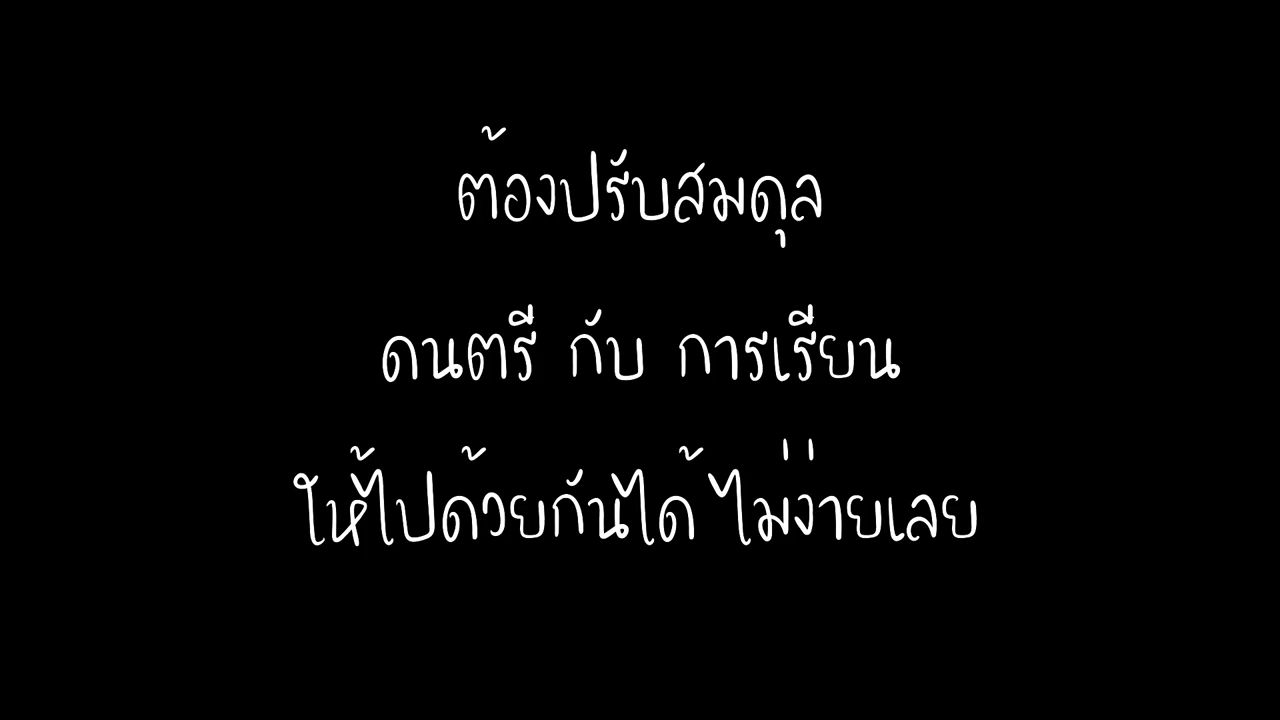 ต้องปรับสมดุล
ดนตรี กับ การเรียน
ให้ไปด้วยกันได้ ไม่ง่ายเลย